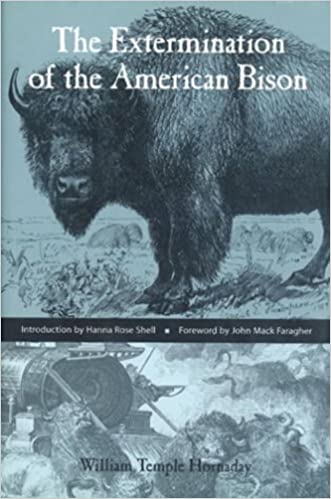 The Extermination
of the American Bison
Introduction by Hanna Rose Shell ■ Foreword by John Mack Faragher
William Temple Hornaday